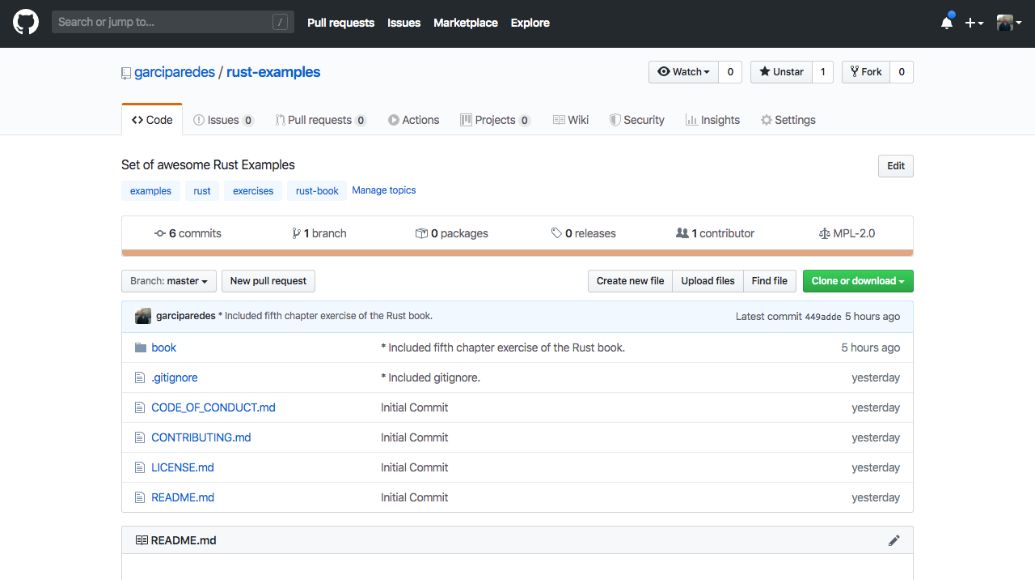 Search or jump to... / Pull requests Issues Marketplace Explore
garciparedes / rust-examples Watch 0 Unstar 1 Fork 0
Code Issues 0 Pull requests 0 Actions Projects 0 Wiki Security Insights Settings
Set of awesome Rust Examples Edit
examples rust exercises rust-book Manage topics
6 commits 1 branch 0 packages 0 releases 1 contributor MPL-2.0
Branch: master New pull request Create new file Upload files Find file Clone or download
garciparedes * Included fifth chapter exercise of the Rust book. Latest commit 449adde 5 hours ago
book * Included fifth chapter exercise of the Rust book. 5 hours ago
.gitignore * Included gitignore. yesterday
CODE_OF_CONDUCT.md Initial Commit yesterday
CONTRIBUTING.md Initial Commit yesterday
LICENSE.md Initial Commit yesterday
README.md Initial Commit yesterday
README.md